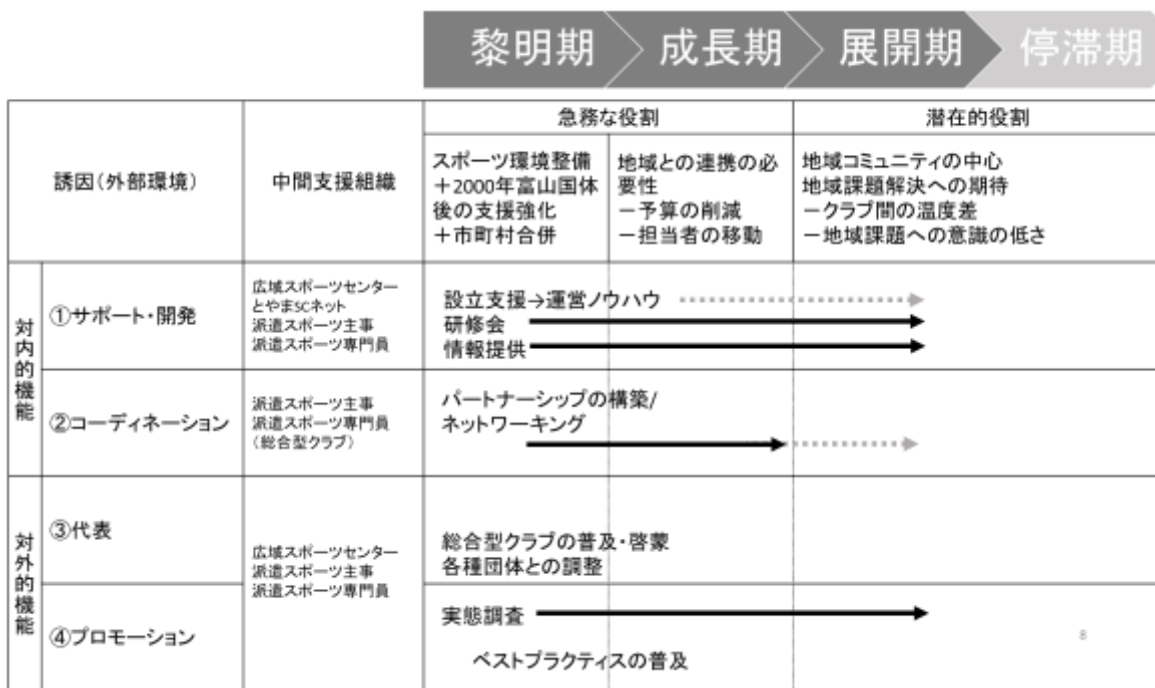 黎明期
成長期
展開期
停滞期
誘因(外部環境)
中間支援組織
急務な役割
潜在的役割
スポーツ環境整備
＋2000年富山国体
後の支援強化
＋市町村合併
地域との連携の必
要性
－予算の削減
－担当者の移動
地域コミュニティの中心
地域課題解決への期待
－クラブ間の温度差
－地域課題への意識の低さ
対内的機能
①サポート・開発
広域スポーツセンター
とやまSCネット
派遣スポーツ主事
派遣スポーツ専門員
設立支援→運営ノウハウ
研修会
情報提供
②コーディネーション
派遣スポーツ主事
派遣スポーツ専門員
(総合型クラブ)
パートナーシップの構築/
ネットワーキング
対外的機能
③代表
広域スポーツセンター
派遣スポーツ主事
派遣スポーツ専門員
総合型クラブの普及・啓蒙
各種団体との調整
④プロモーション
実態調査
ベストプラクティスの普及
8